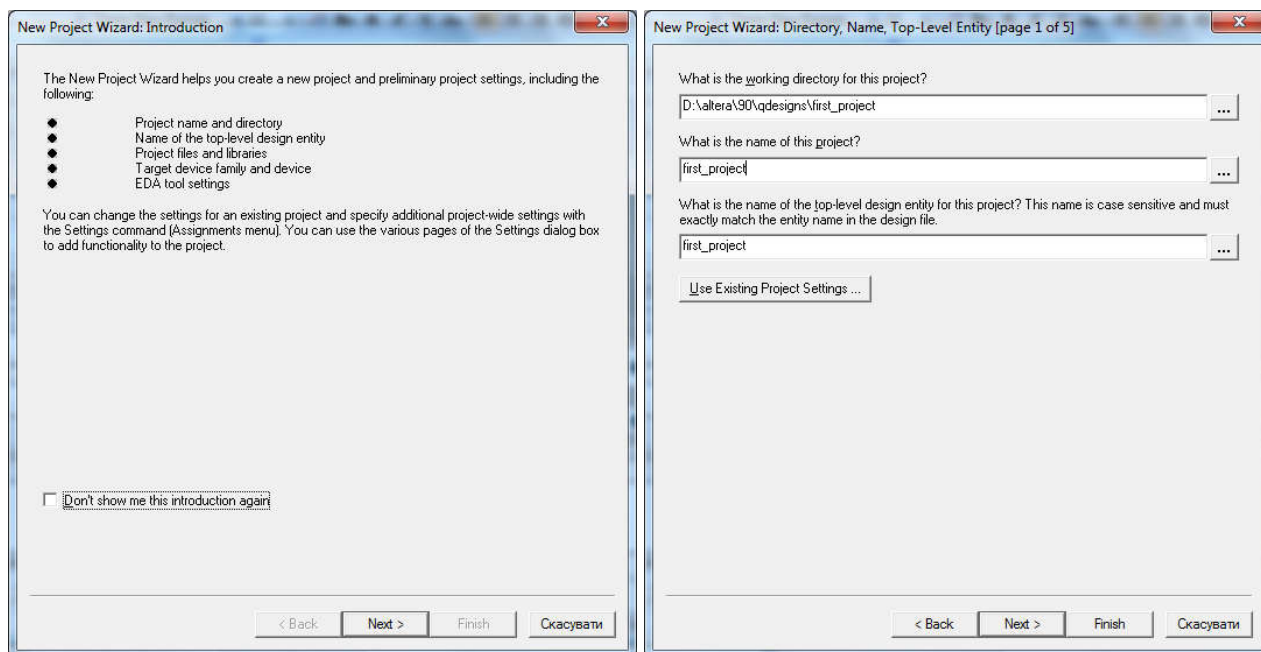 New Project Wizard: Introduction
The New Project Wizard helps you create a new project and preliminary project settings, including the
following:
Project name and directory
Name of the top-level design entity
Project files and libraries
Target device family and device
EDA tool settings
You can change the settings for an existing project and specify additional project-wide settings with
the Settings command (Assignments menu). You can use the various pages of the Settings dialog box
to add functionality to the project.
Don't show me this introduction again
< Back Next > Finish Скасувати
New Project Wizard: Directory, Name, Top-Level Entity [page 1 of 5]
What is the working directory for this project?
D:\altera\90\qdesigns\first_project
...
What is the name of this project?
first_project
...
What is the name of the top-level design entity for this project? This name is case sensitive and must
exactly match the entity name in the design file.
first_project
...
Use Existing Project Settings ...
< Back Next > Finish Скасувати